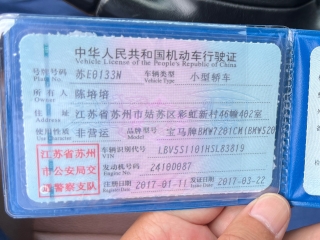 中华人民共和国机动车行驶证
Vehicle License of the People's Republic of China
号牌号码 苏E0133N 车辆类型 小型轿车
Plate No. Vehicle Type
所有人 陈培培
Owner
住址 江苏省苏州市姑苏区彩虹新村46幢402室
Address
使用性质 非营运 品牌型号 宝马牌BMW7201CM(BMW520
Use Character Model
江苏省苏州
市公安局交
通警察支队
车辆识别代号 LBV5S1101HSL83819
VIN
发动机号码 24100087
Engine No.
注册日期 2017-01-11 发证日期 2017-03-22
Register Date Issue Date